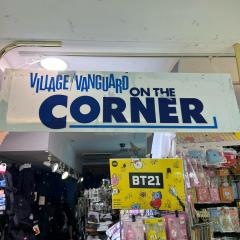 VILLAGE/VANGUARD
ON THE
CORNER
BT21